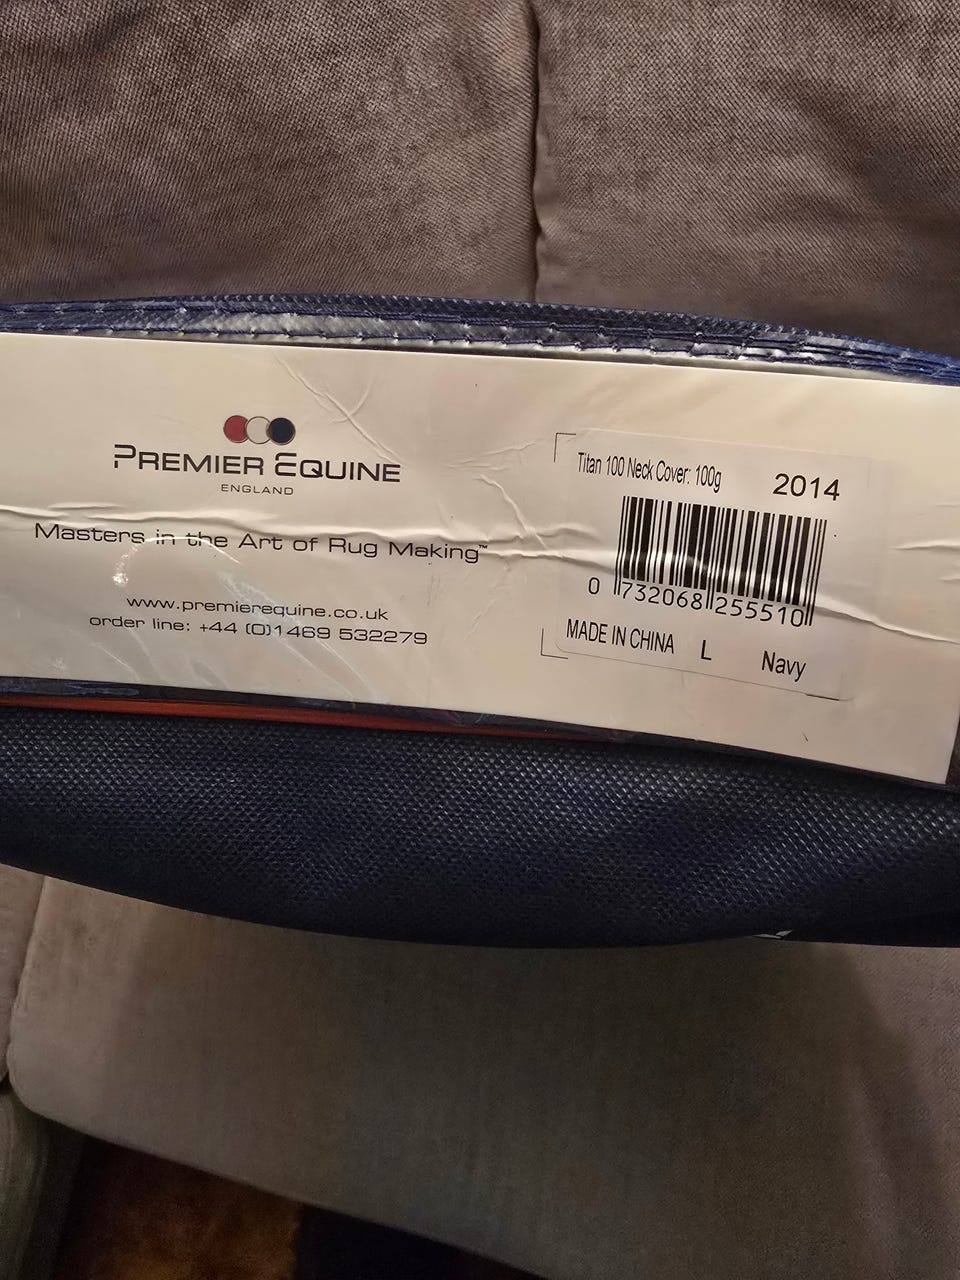 PREMIER EQUINE
ENGLAND
Masters in the Art of Rug Making™
www.premierequine.co.uk
order line: +44 (0)1469 532279
Titan 100 Neck Cover: 100g 2014
0 732068 255510
MADE IN CHINA L Navy